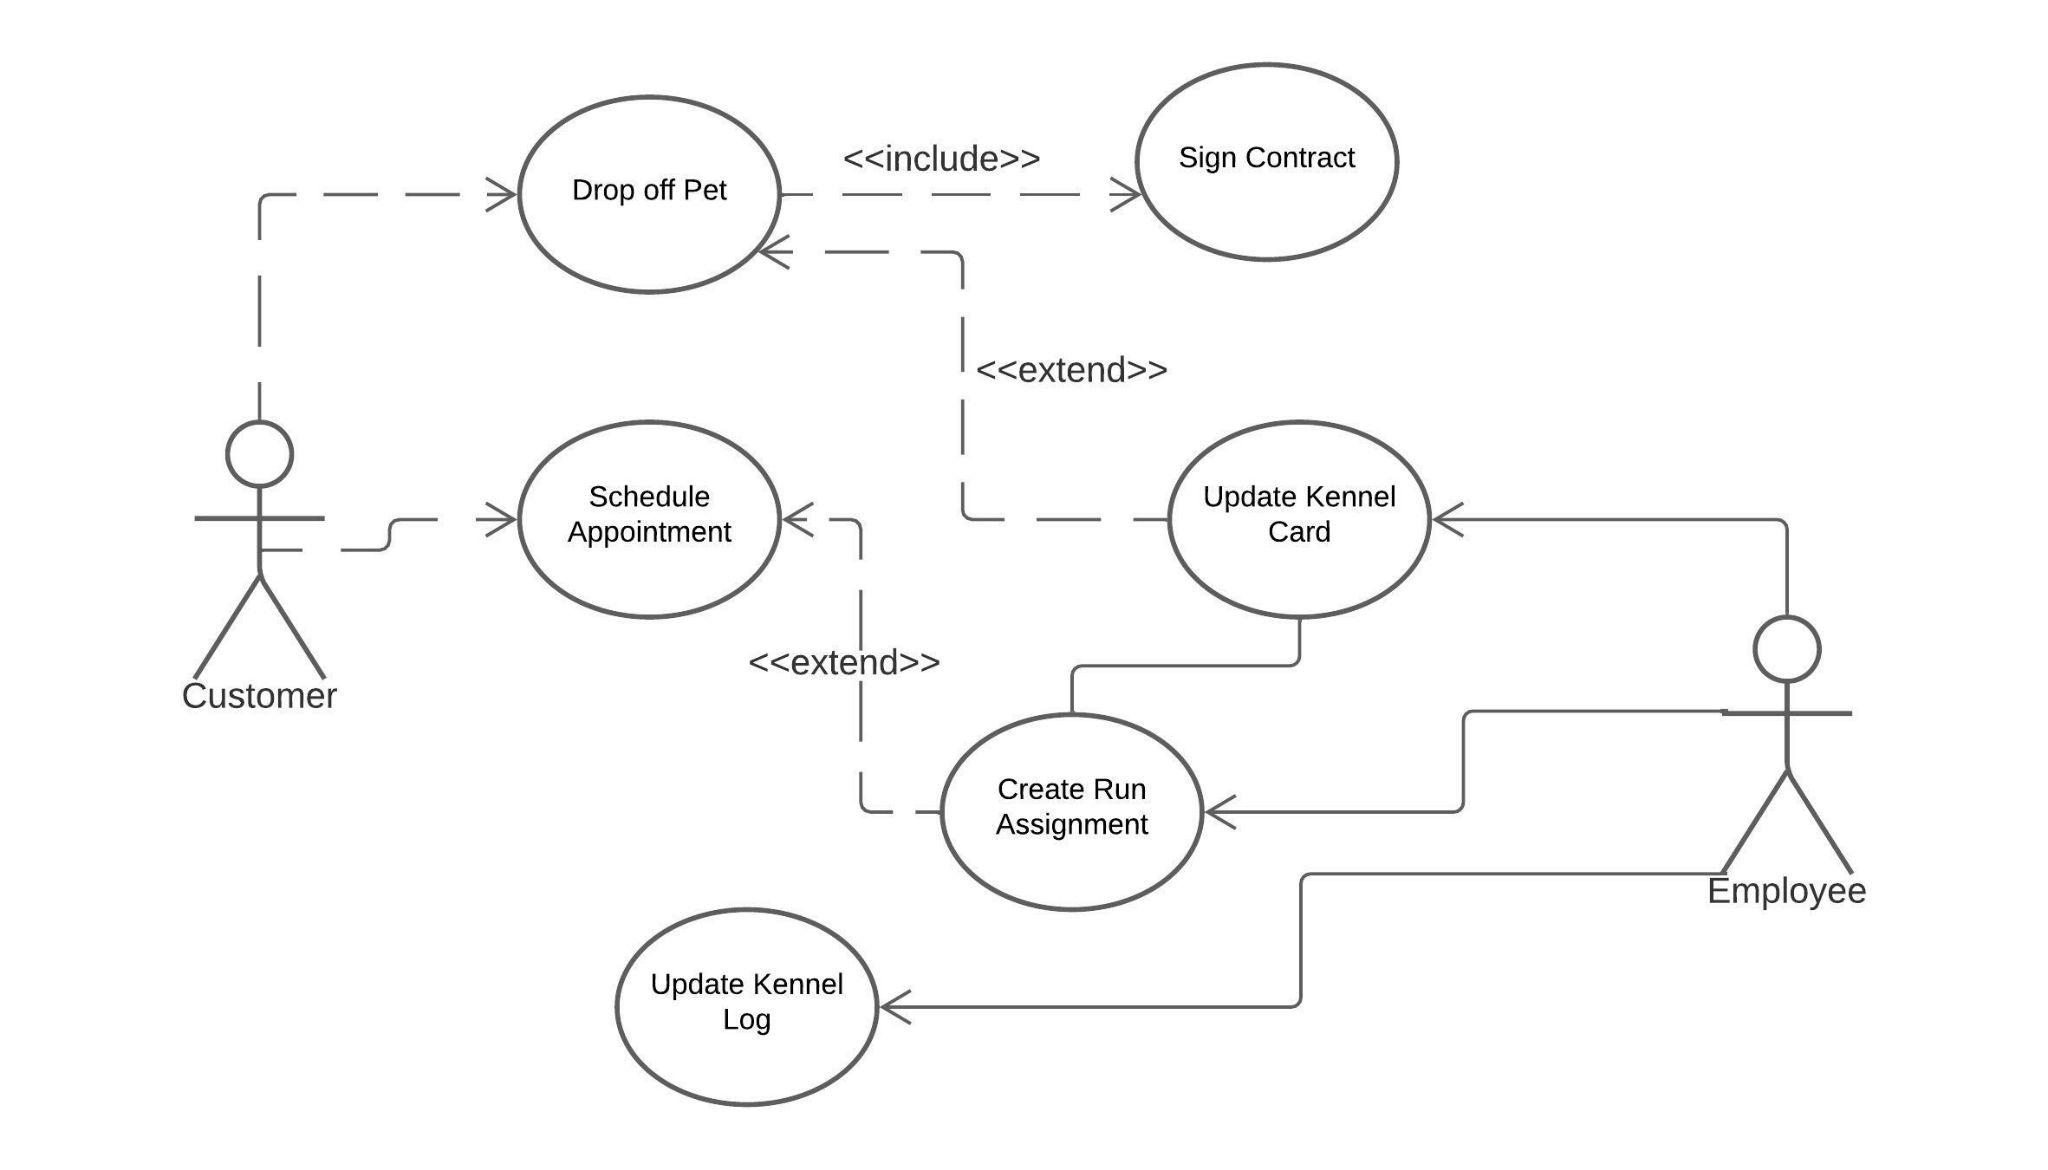 Drop off Pet
<<include>>
Sign Contract
<<extend>>
Schedule
Appointment
Update Kennel
Card
<<extend>>
Customer
Create Run
Assignment
Employee
Update Kennel
Log